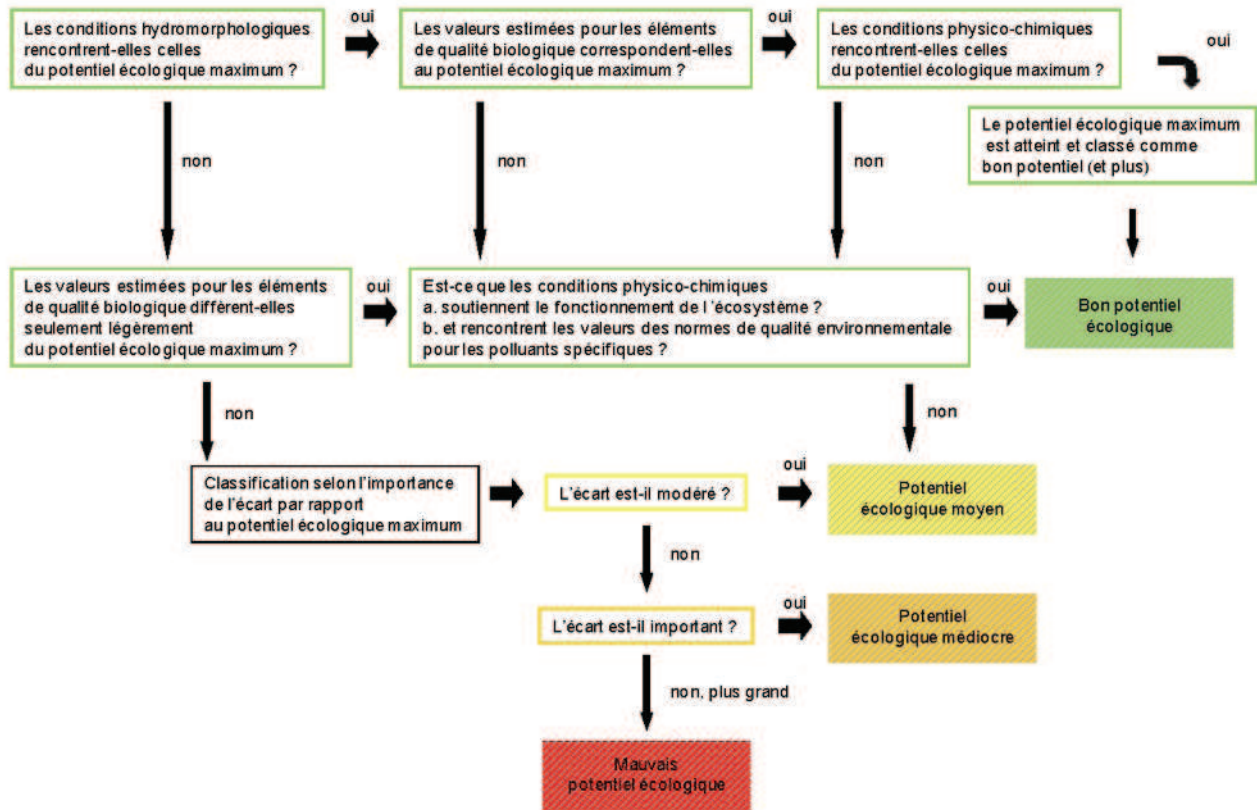 Les conditions hydromorphologiques
rencontrent-elles celles
du potentiel écologique maximum ?
oui
Les valeurs estimées pour les éléments
de qualité biologique correspondent-elles
au potentiel écologique maximum ?
oui
Les conditions physico-chimiques
rencontrent-elles celles
du potentiel écologique maximum ?
oui
Le potentiel écologique maximum
est atteint et classé comme
bon potentiel (et plus)
non
non
non
Les valeurs estimées pour les éléments
de qualité biologique diffèrent-elles
seulement légèrement
du potentiel écologique maximum ?
oui
Est-ce que les conditions physico-chimiques
a. soutiennent le fonctionnement de l'écosystème ?
b. et rencontrent les valeurs des normes de qualité environnementale
pour les polluants spécifiques ?
oui
Bon potentiel
écologique
non
non
Classification selon l'importance
de l'écart par rapport
au potentiel écologique maximum
L'écart est-il modéré ?
oui
Potentiel
écologique moyen
non
L'écart est-il important ?
oui
Potentiel
écologique médiocre
non, plus grand
Mauvais
potentiel écologique